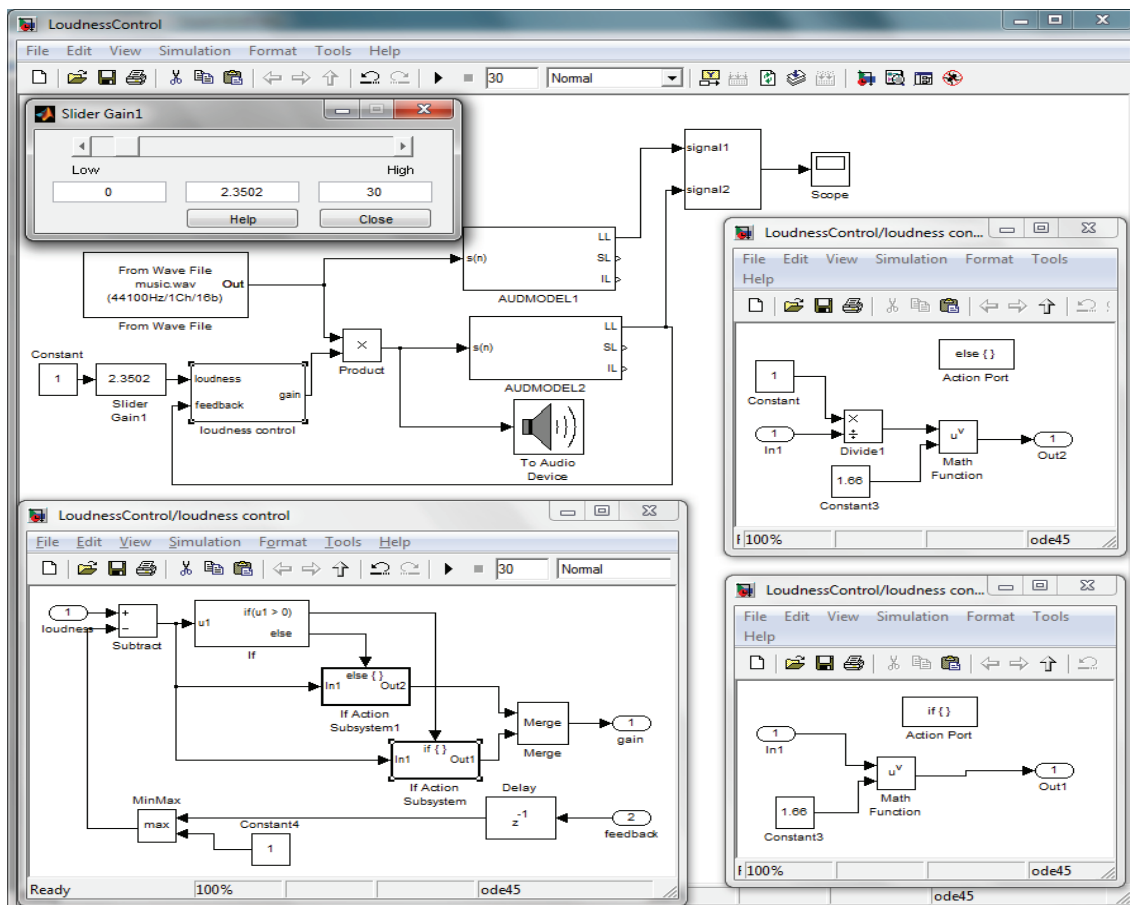 LoudnessControl
File Edit View Simulation Format Tools Help
30 Normal
Slider Gain1
Low High
0 2.3502 30
Help Close
signal1
signal2
Scope
From Wave File
music.wav
(44100Hz/1Ch/16b)
Out
From Wave File
s(n)
LL
SL
IL
AUDMODEL1
×
Product
s(n)
LL
SL
IL
AUDMODEL2
Constant
1
2.3502
Slider
Gain1
loudness
feedback
gain
loudness control
To Audio
Device
LoudnessControl/loudness con...
File Edit View Simulation Format Tools
Help
else { }
Action Port
1
Constant
1
In1
×
÷
Divide1
u^v
Math
Function
1
Out2
1.66
Constant3
100% ode45
LoudnessControl/loudness control
File Edit View Simulation Format Tools Help
30 Normal
1
loudness
+
−
Subtract
u1
if(u1 > 0)
else
If
else { }
In1 Out2
If Action
Subsystem1
if { }
In1 Out1
If Action
Subsystem
Merge
Merge
1
gain
MinMax
max
Constant4
1
Delay
z^-1
2
feedback
Ready 100% ode45
LoudnessControl/loudness con...
File Edit View Simulation Format Tools
Help
if { }
Action Port
1
In1
u^v
Math
Function
1
Out1
1.66
Constant3
100% ode45
ode45